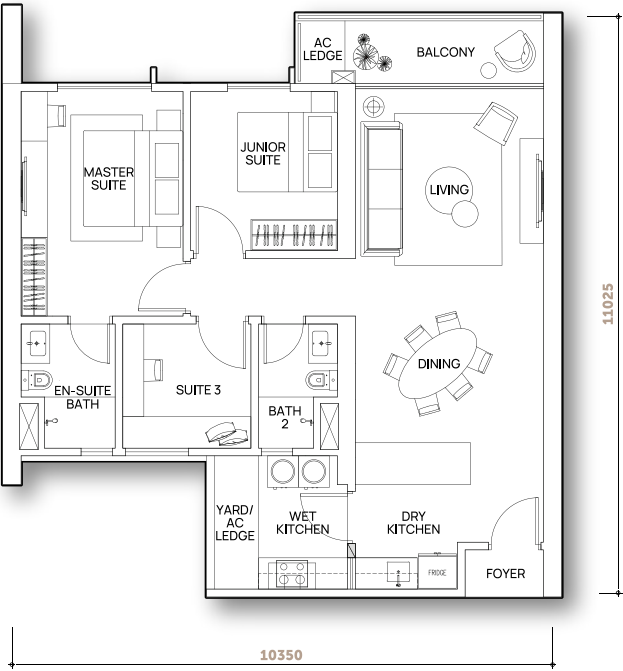 AC
LEDGE
BALCONY
MASTER
SUITE
JUNIOR
SUITE
LIVING
11025
DINING
EN-SUITE
BATH
SUITE 3
BATH
2
YARD/
AC
LEDGE
WET
KITCHEN
DRY
KITCHEN
FRIDGE
FOYER
10350